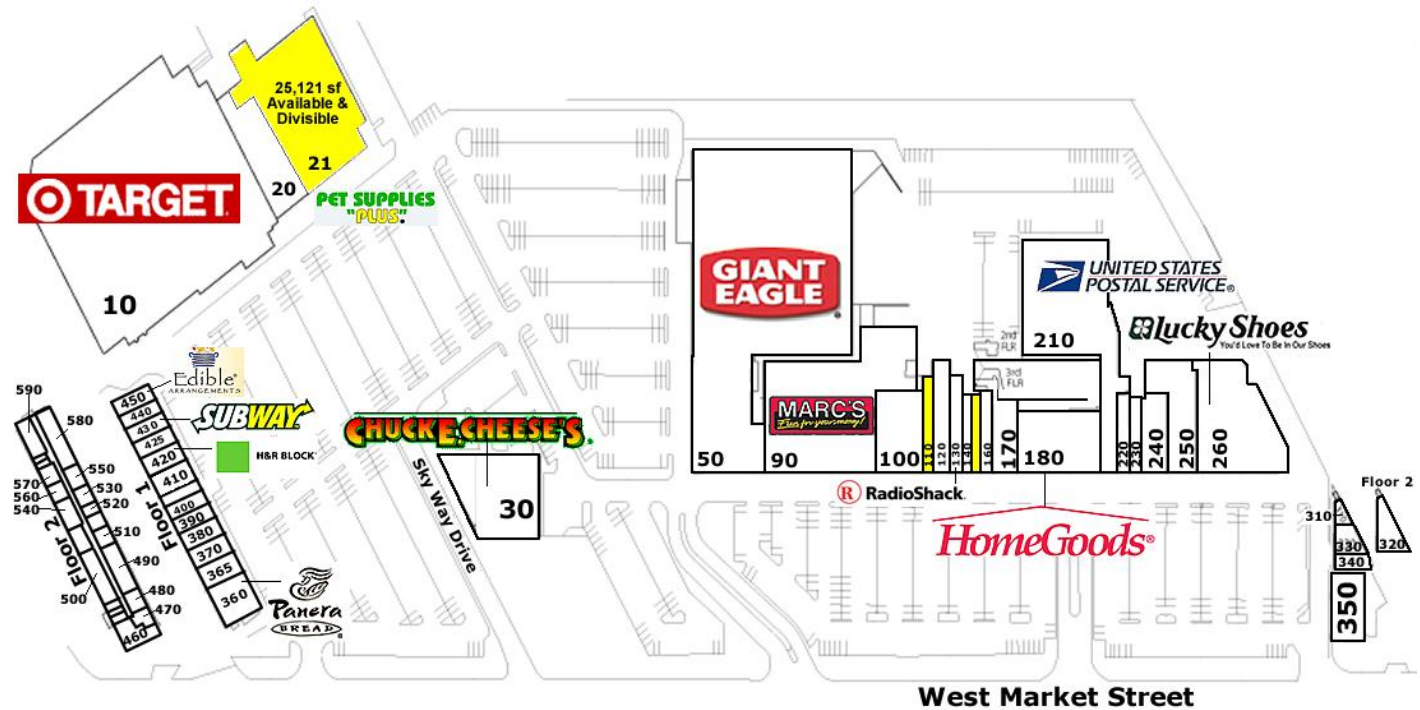 25,121 sf
Available &
Divisible
21
20
TARGET
PET SUPPLIES
"PLUS".
10
GIANT
EAGLE
UNITED STATES
POSTAL SERVICE®
210
Lucky Shoes
You'd Love To Be In Our Shoes
2nd
FLR
3rd
FLR
MARC'S
50
90
100
110
120
130
140
160
170
180
220
230
240
250
260
RadioShack.
HomeGoods®
Edible®
ARRANGEMENTS
SUBWAY
H&R BLOCK®
CHUCK E. CHEESE'S.
30
Sky Way Drive
590
580
570
560
540
550
530
520
510
490
480
470
460
500
Floor 2
Floor 1
450
440
430
425
420
410
400
390
380
370
365
360
Panera
BREAD®
Floor 2
310
330
340
320
350
West Market Street